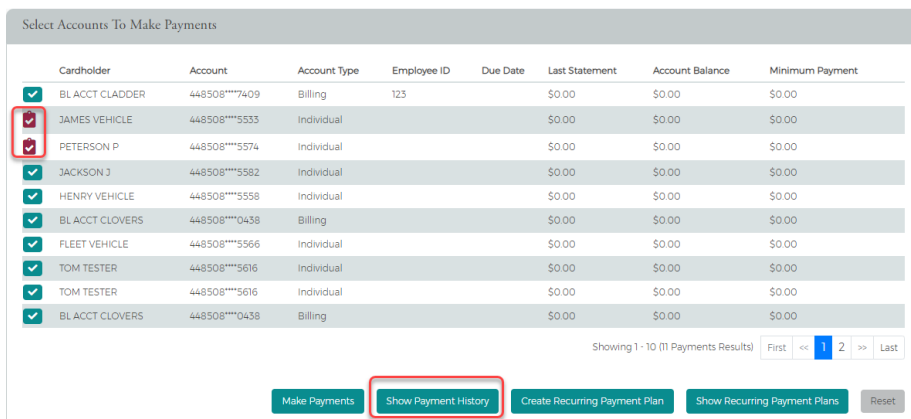 Select Accounts To Make Payments
Cardholder Account Account Type Employee ID Due Date Last Statement Account Balance Minimum Payment
BL ACCT CLADDER 448508****7409 Billing 123 $0.00 $0.00 $0.00
JAMES VEHICLE 448508****5533 Individual $0.00 $0.00 $0.00
PETERSON P 448508****5574 Individual $0.00 $0.00 $0.00
JACKSON J 448508****5582 Individual $0.00 $0.00 $0.00
HENRY VEHICLE 448508****5558 Individual $0.00 $0.00 $0.00
BL ACCT CLOVERS 448508****0438 Billing $0.00 $0.00 $0.00
FLEET VEHICLE 448508****5566 Individual $0.00 $0.00 $0.00
TOM TESTER 448508****5616 Individual $0.00 $0.00 $0.00
TOM TESTER 448508****5616 Individual $0.00 $0.00 $0.00
BL ACCT CLOVERS 448508****0438 Billing $0.00 $0.00 $0.00
Showing 1 - 10 (11 Payments Results) First << 1 2 >> Last
Make Payments Show Payment History Create Recurring Payment Plan Show Recurring Payment Plans Reset